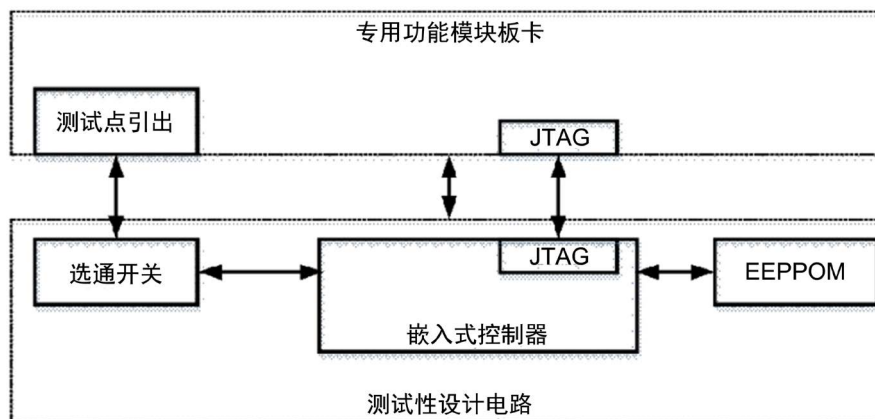 专用功能模块板卡
测试点引出
JTAG
选通开关
JTAG
EEPPOM
嵌入式控制器
测试性设计电路